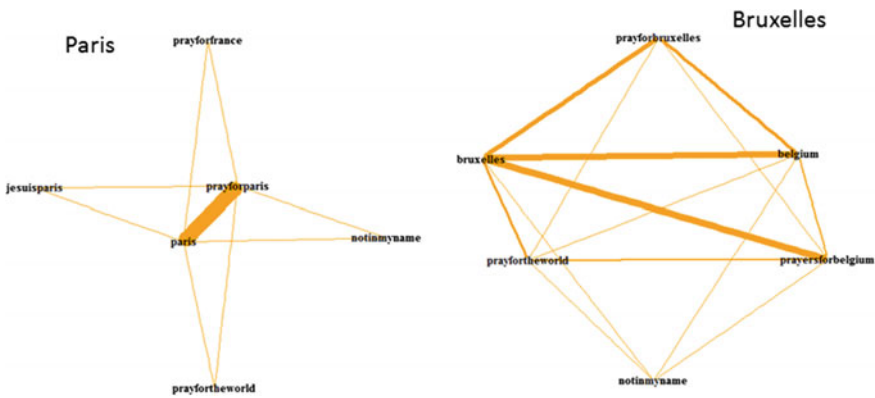 Paris
prayforfrance
jesuisparis
prayforparis
paris
notinmyname
prayfortheworld
Bruxelles
prayforbruxelles
bruxelles
belgium
prayfortheworld
prayersforbelgium
notinmyname